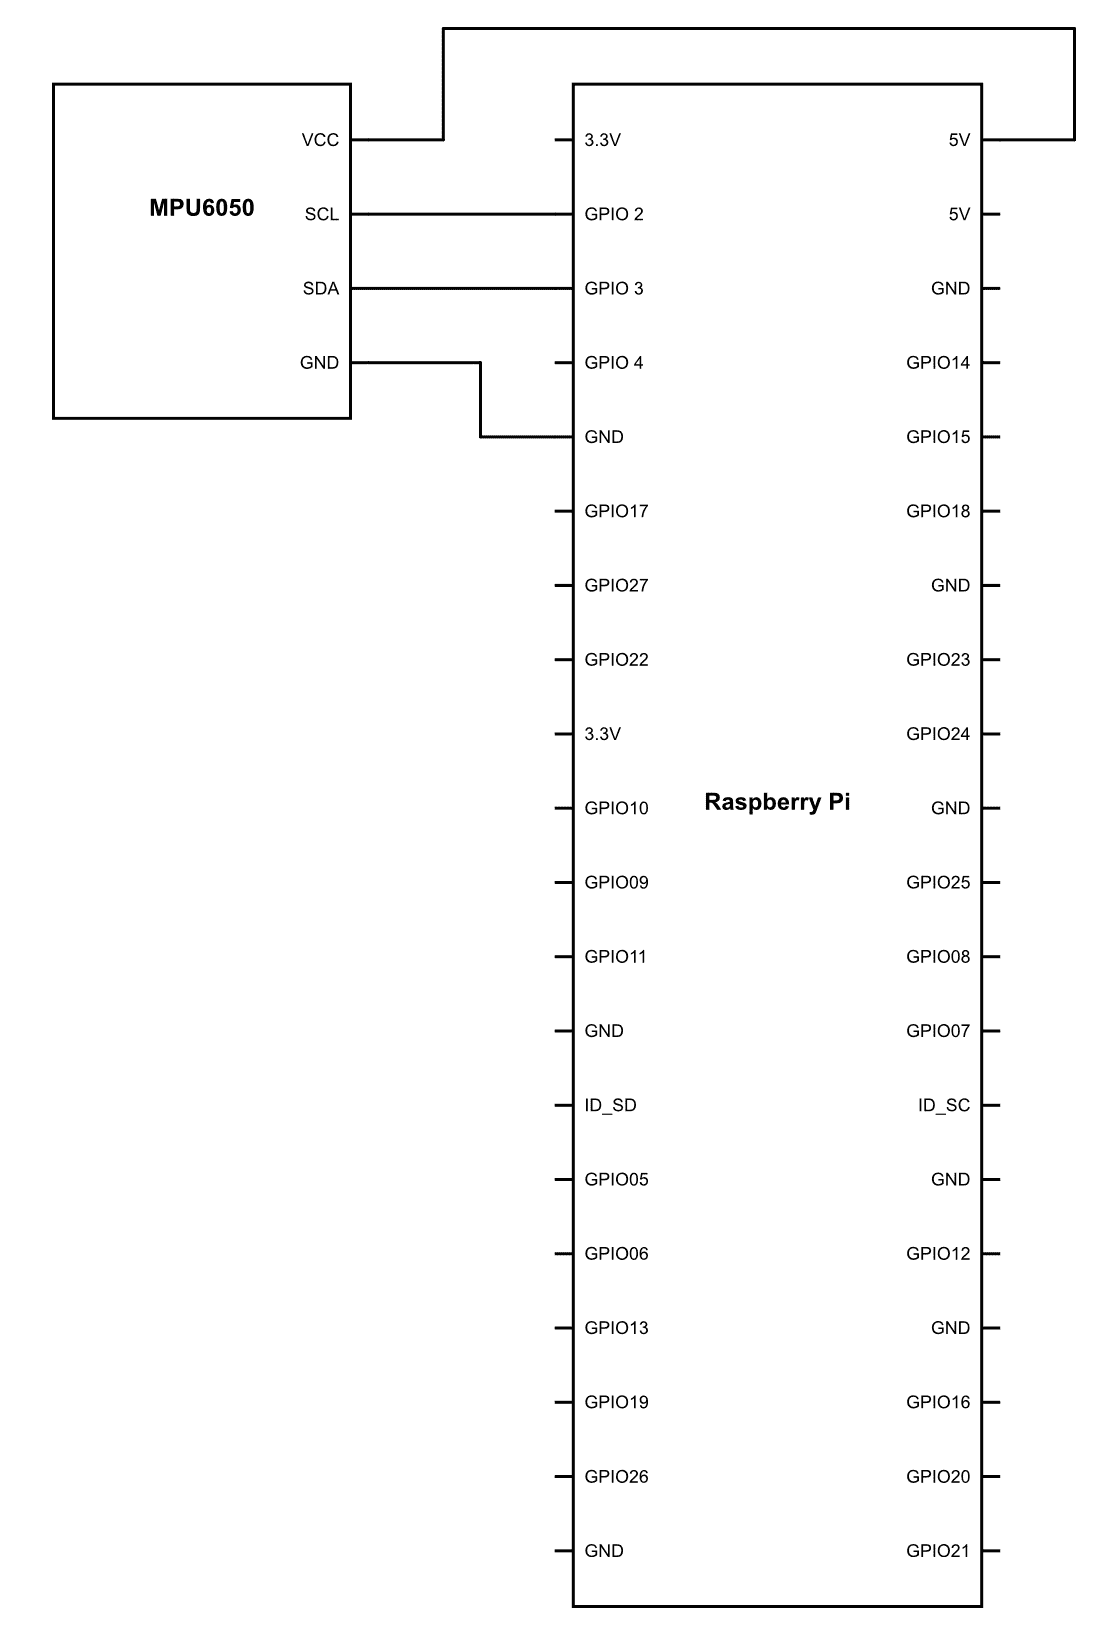 VCC
MPU6050
SCL
SDA
GND
3.3V
5V
GPIO 2
5V
GPIO 3
GND
GPIO 4
GPIO14
GND
GPIO15
GPIO17
GPIO18
GPIO27
GND
GPIO22
GPIO23
3.3V
GPIO24
Raspberry Pi
GPIO10
GND
GPIO09
GPIO25
GPIO11
GPIO08
GND
GPIO07
ID_SD
ID_SC
GPIO05
GND
GPIO06
GPIO12
GPIO13
GND
GPIO19
GPIO16
GPIO26
GPIO20
GND
GPIO21